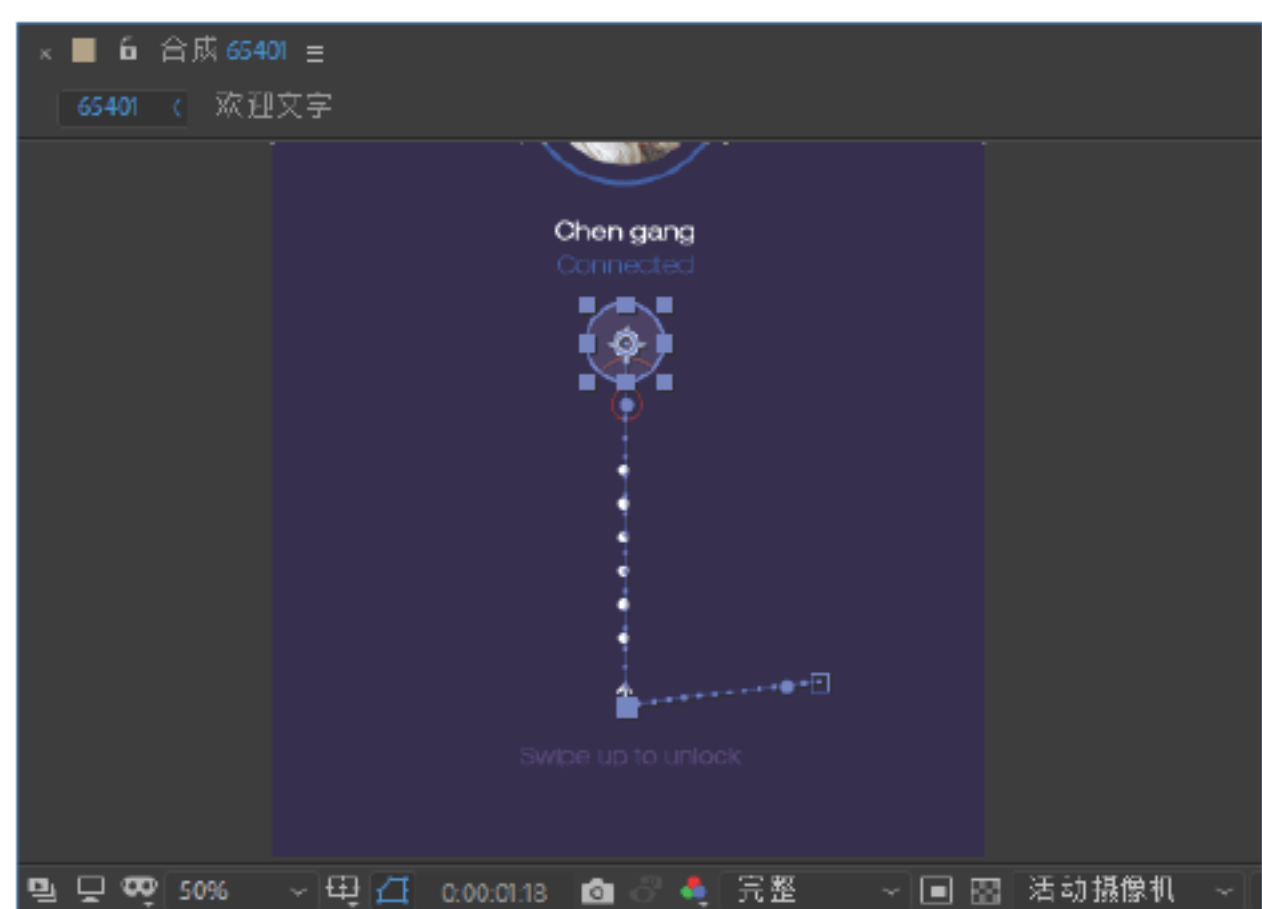 合成 65401
65401 欢迎文字
Chen gang
Connected
Swipe up to unlock
50% 0:00:01:18 完整 活动摄像机